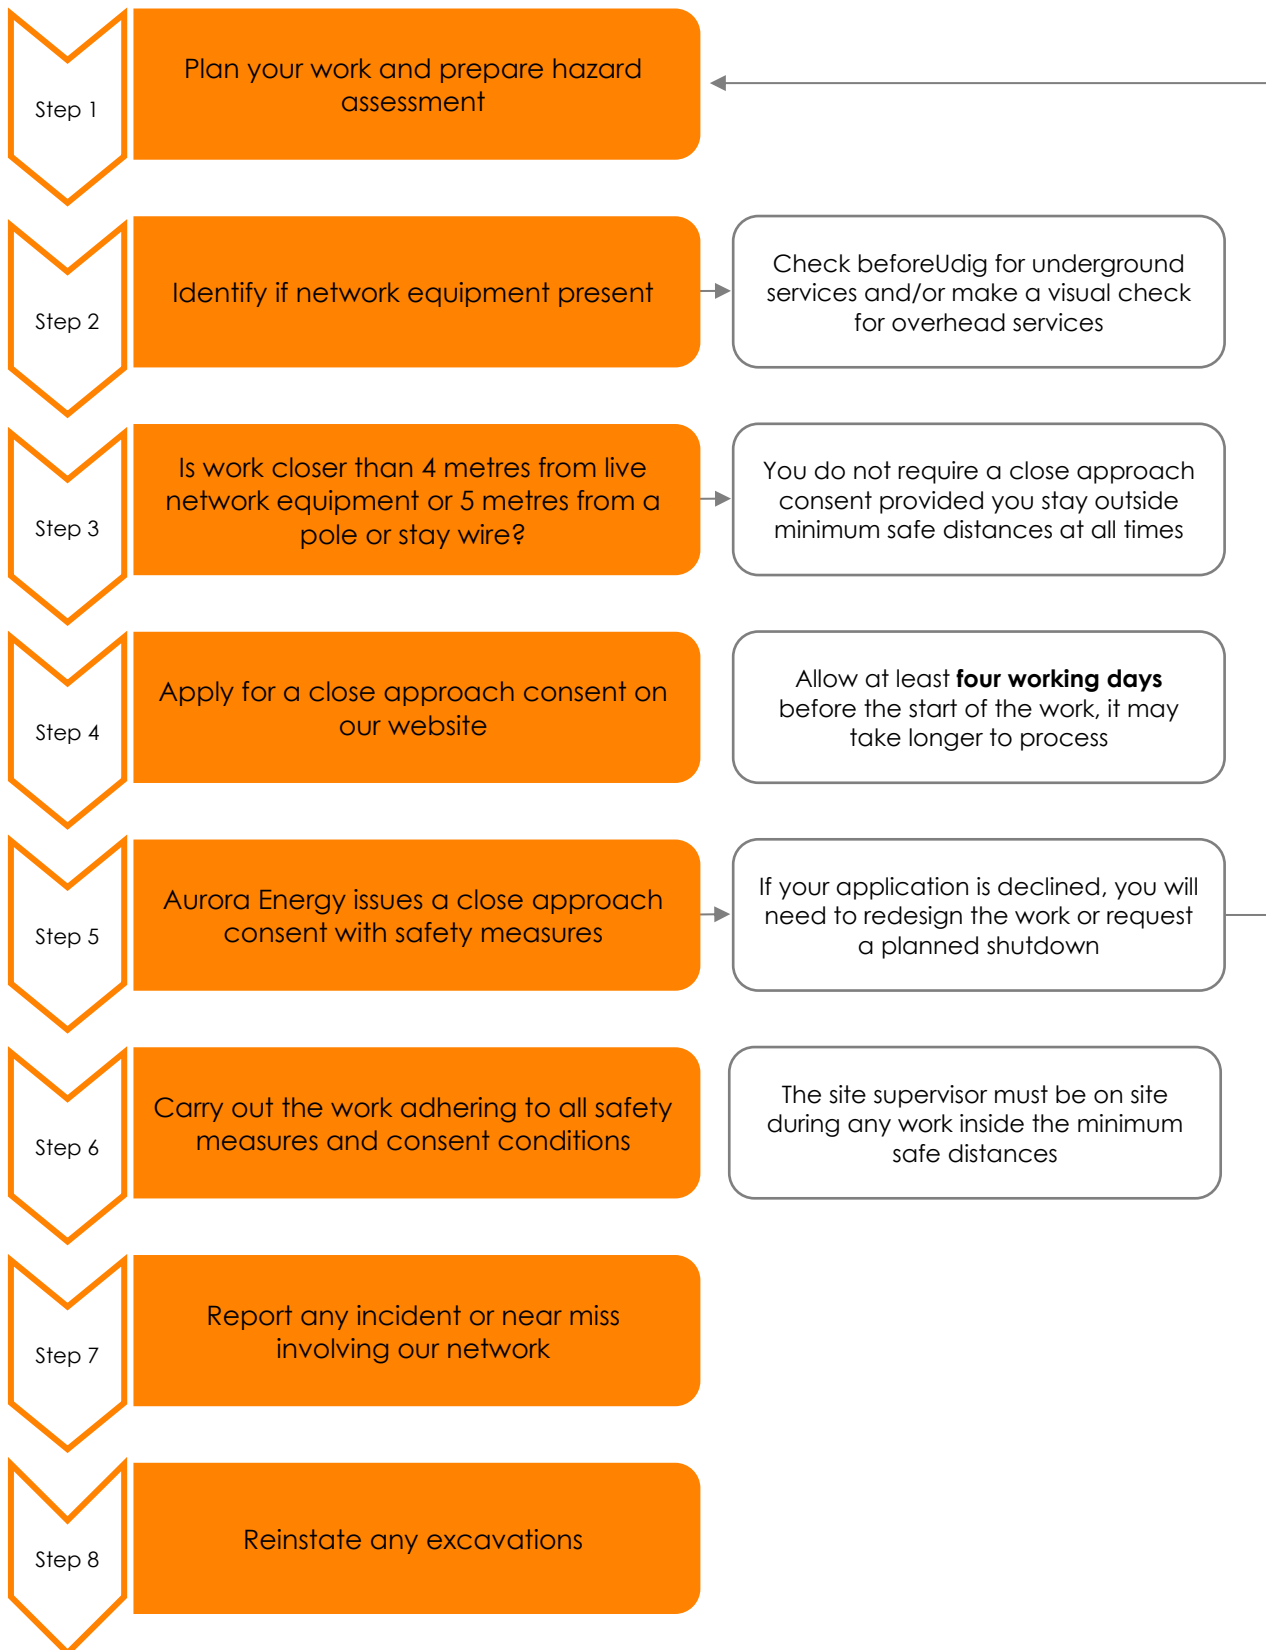 Step 1
Plan your work and prepare hazard
assessment
Step 2
Identify if network equipment present
Check beforeUdig for underground
services and/or make a visual check
for overhead services
Step 3
Is work closer than 4 metres from live
network equipment or 5 metres from a
pole or stay wire?
You do not require a close approach
consent provided you stay outside
minimum safe distances at all times
Step 4
Apply for a close approach consent on
our website
Allow at least four working days
before the start of the work, it may
take longer to process
Step 5
Aurora Energy issues a close approach
consent with safety measures
If your application is declined, you will
need to redesign the work or request
a planned shutdown
Step 6
Carry out the work adhering to all safety
measures and consent conditions
The site supervisor must be on site
during any work inside the minimum
safe distances
Step 7
Report any incident or near miss
involving our network
Step 8
Reinstate any excavations